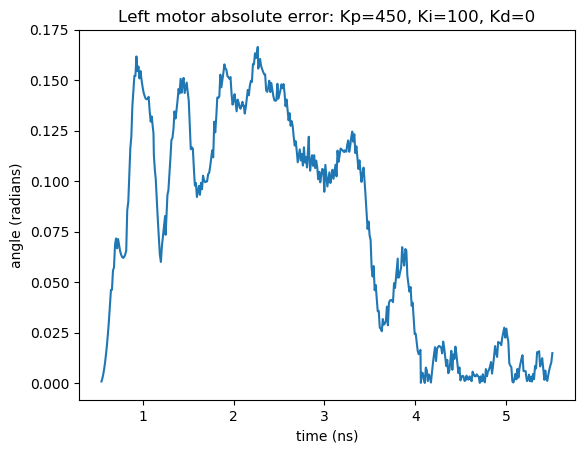 Left motor absolute error: Kp=450, Ki=100, Kd=0
0.175
0.150
0.125
0.100
0.075
0.050
0.025
0.000
angle (radians)
1 2 3 4 5
time (ns)